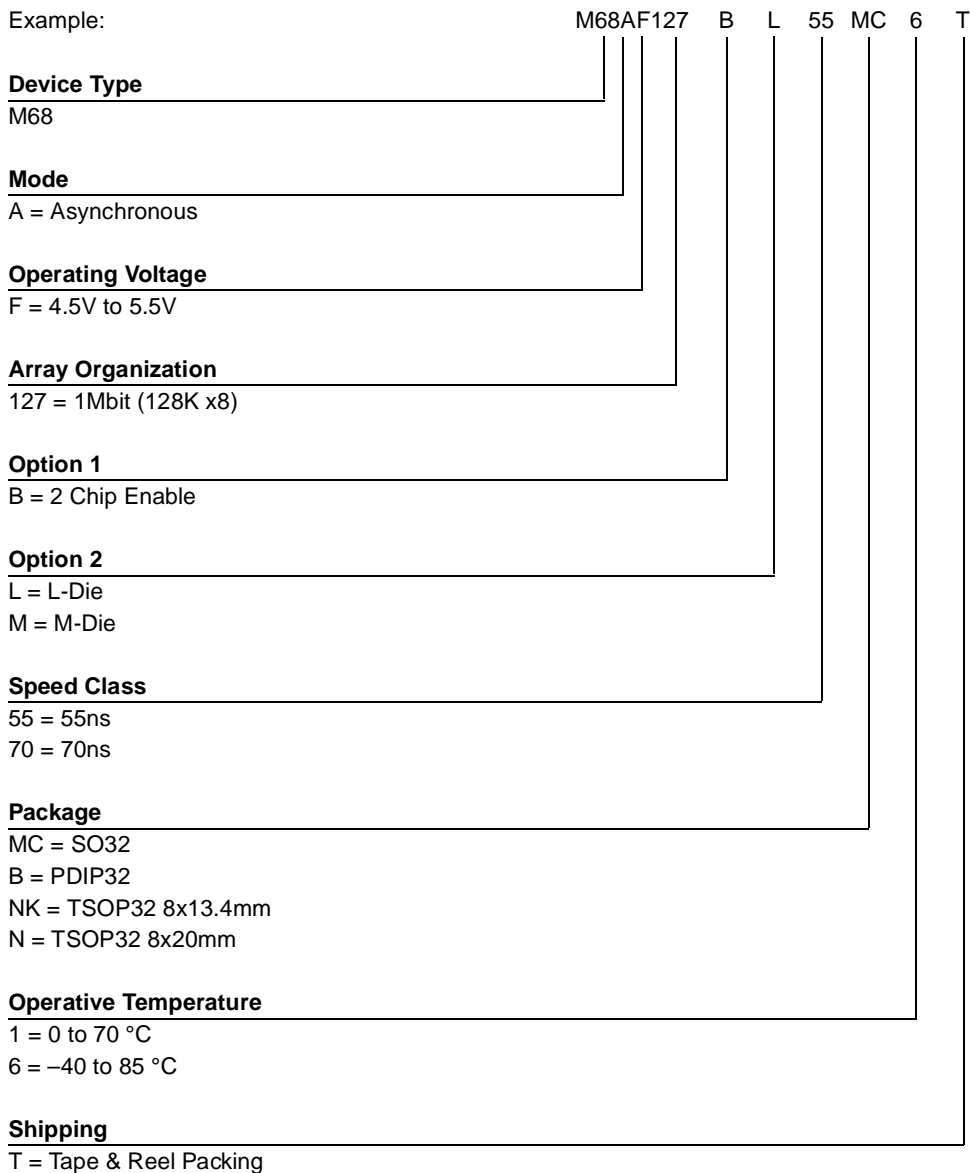 Example: M68AF127 B L 55 MC 6 T
Device Type
M68
Mode
A = Asynchronous
Operating Voltage
F = 4.5V to 5.5V
Array Organization
127 = 1Mbit (128K x8)
Option 1
B = 2 Chip Enable
Option 2
L = L-Die
M = M-Die
Speed Class
55 = 55ns
70 = 70ns
Package
MC = SO32
B = PDIP32
NK = TSOP32 8x13.4mm
N = TSOP32 8x20mm
Operative Temperature
1 = 0 to 70 °C
6 = –40 to 85 °C
Shipping
T = Tape & Reel Packing